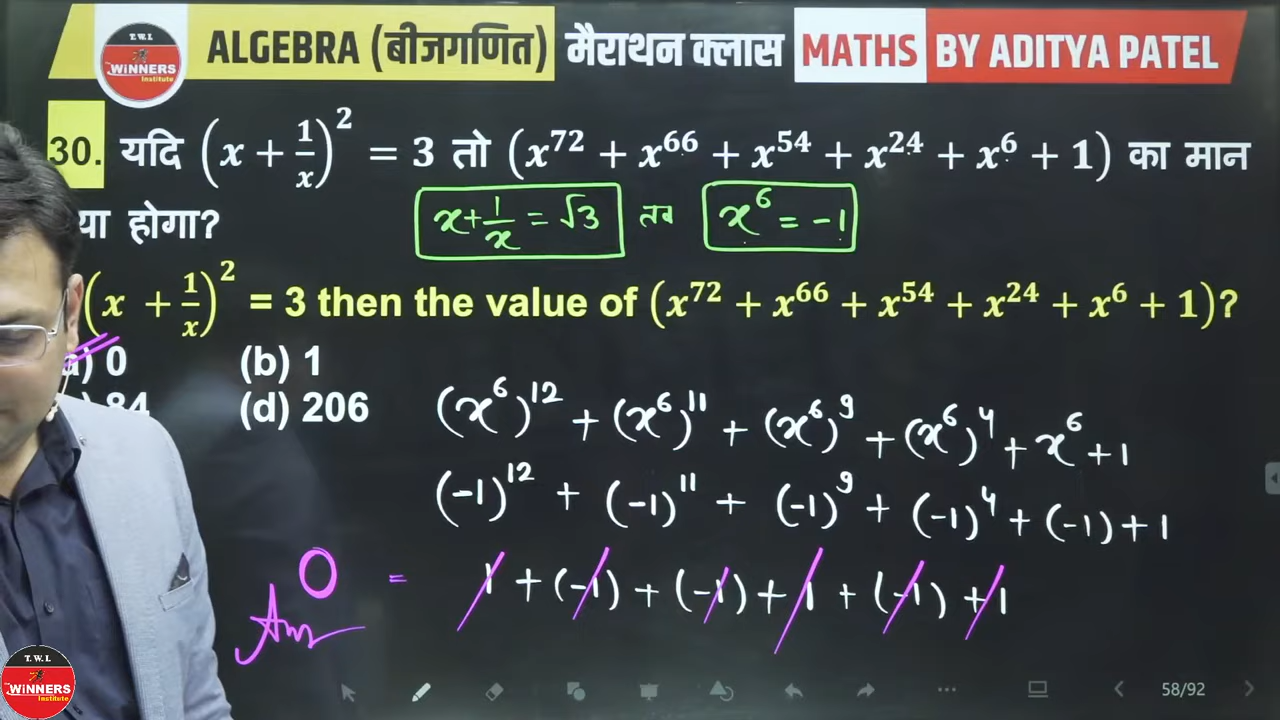 T.W.I
WINNERS
Institute
ALGEBRA (बीजगणित) मैराथन क्लास MATHS BY ADITYA PATEL
30. यदि (x + 1/x)² = 3 तो (x⁷² + x⁶⁶ + x⁵⁴ + x²⁴ + x⁶ + 1) का मान
या होगा?
x + 1/x = √3 तब x⁶ = -1
(x + 1/x)² = 3 then the value of (x⁷² + x⁶⁶ + x⁵⁴ + x²⁴ + x⁶ + 1)?
a) 0 (b) 1
) 84 (d) 206
(x⁶)¹² + (x⁶)¹¹ + (x⁶)⁹ + (x⁶)⁴ + x⁶ + 1
(-1)¹² + (-1)¹¹ + (-1)⁹ + (-1)⁴ + (-1) + 1
0 = 1 + (-1) + (-1) + 1 + (-1) + 1
Ans
T.W.I
WINNERS
Institute
58/92